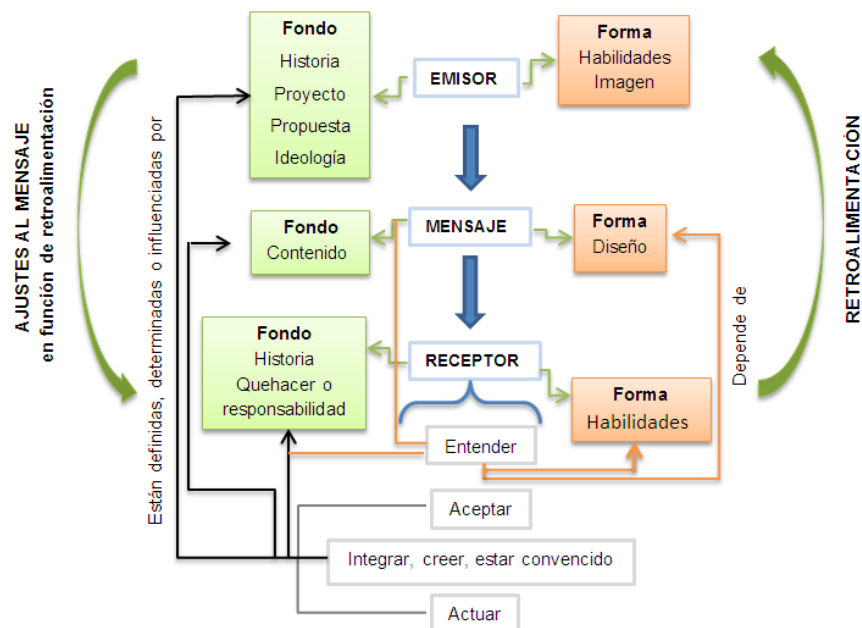 Fondo
Historia
Proyecto
Propuesta
Ideología
EMISOR
Forma
Habilidades
Imagen
AJUSTES AL MENSAJE
en función de retroalimentación
Están definidas, determinadas o influenciadas por
Fondo
Contenido
MENSAJE
Forma
Diseño
RETROALIMENTACIÓN
Depende de
Fondo
Historia
Quehacer o
responsabilidad
RECEPTOR
Forma
Habilidades
Entender
Aceptar
Integrar, creer, estar convencido
Actuar